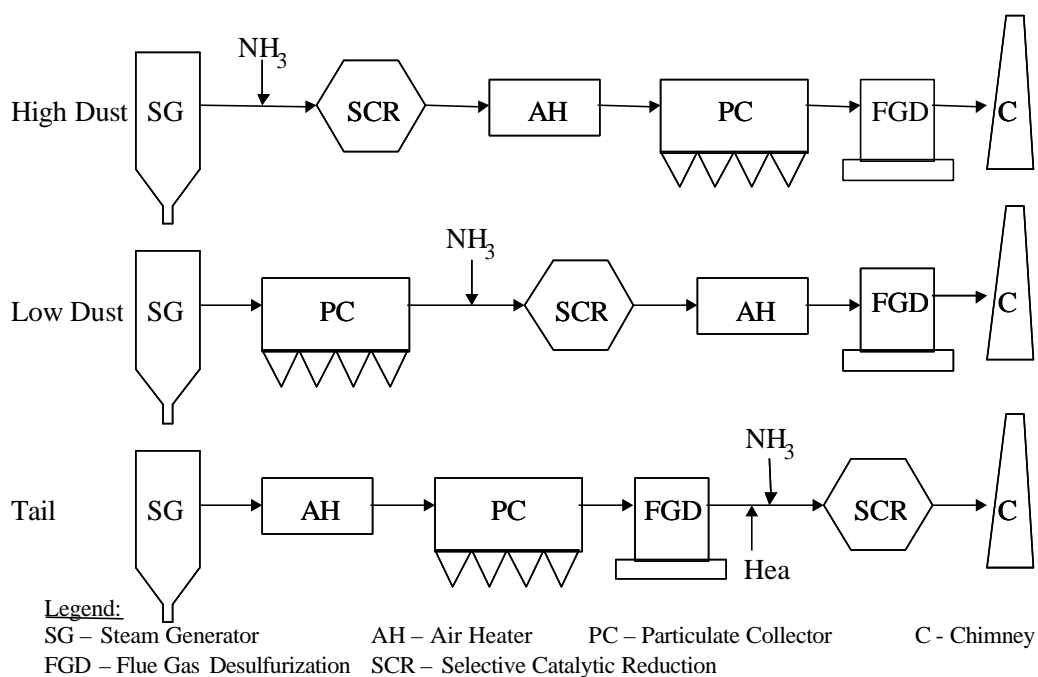 NH3
High Dust SG SCR AH PC FGD C
NH3
Low Dust SG PC SCR AH FGD C
NH3
Tail SG AH PC FGD SCR C
Hea
Legend:
SG – Steam Generator AH – Air Heater PC – Particulate Collector C - Chimney
FGD – Flue Gas Desulfurization SCR – Selective Catalytic Reduction